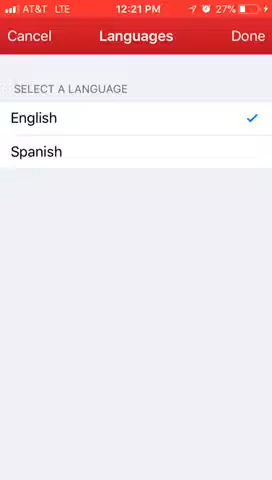 AT&T LTE 12:21 PM 27%
Cancel Languages Done
SELECT A LANGUAGE
English
Spanish